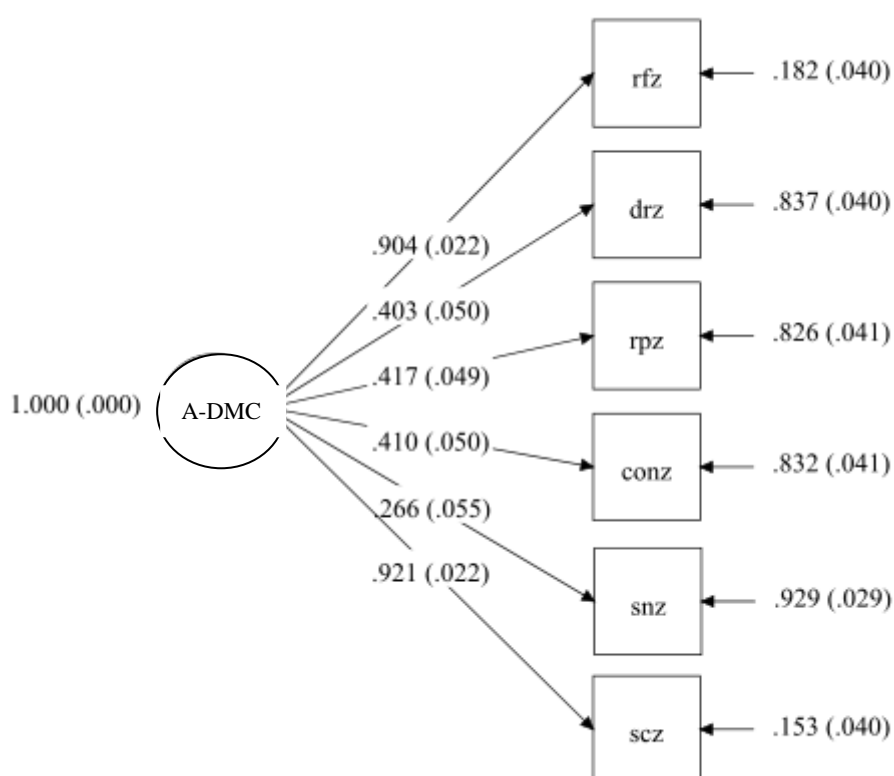 rfz
.182 (.040)
drz
.837 (.040)
.904 (.022)
.403 (.050)
rpz
.826 (.041)
.417 (.049)
1.000 (.000)
A-DMC
.410 (.050)
conz
.832 (.041)
.266 (.055)
.921 (.022)
snz
.929 (.029)
scz
.153 (.040)